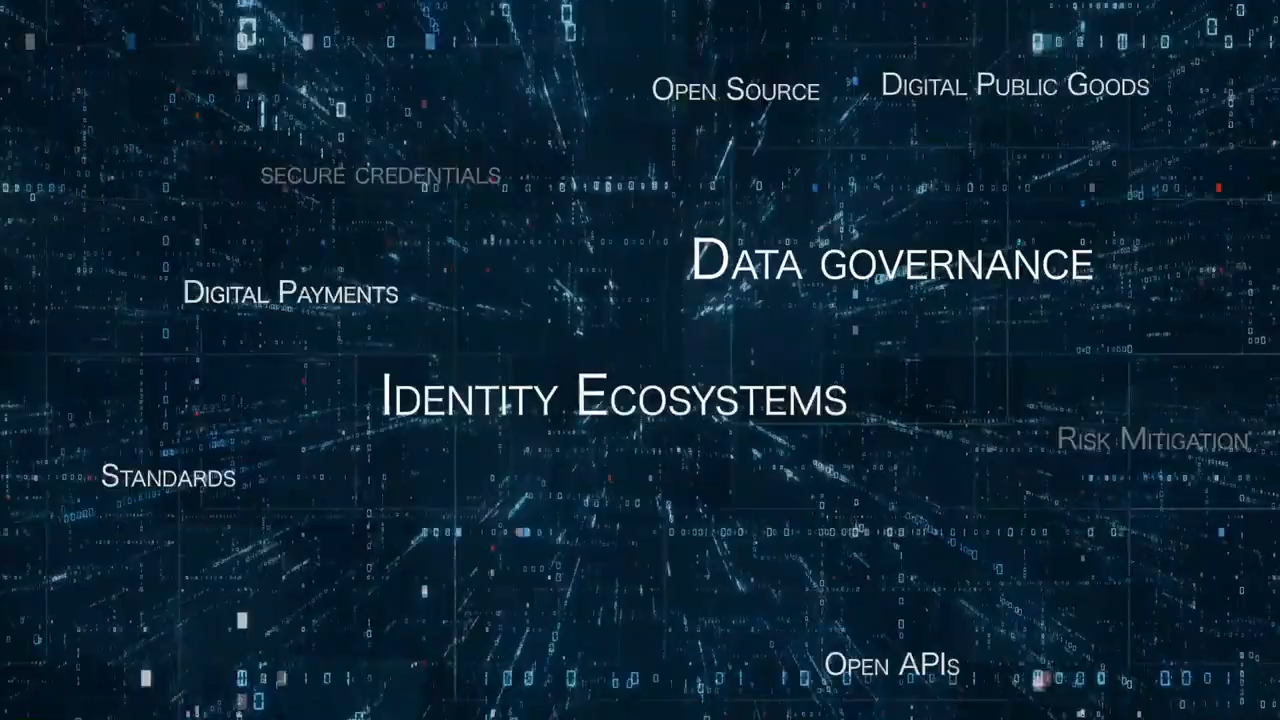 Open Source
Digital Public Goods
SECURE CREDENTIALS
Data governance
Digital Payments
Identity Ecosystems
Risk Mitigation
Standards
Open APIs